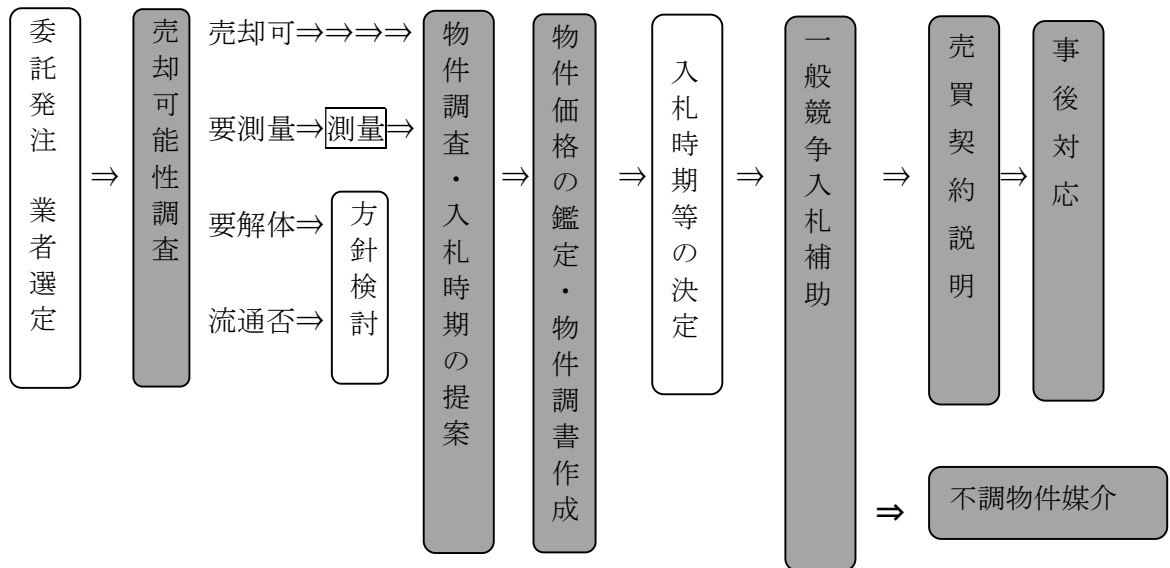 委託発注　業者選定
⇒
売却可能性調査
売却可⇒⇒⇒⇒
要測量⇒測量⇒
要解体⇒
流通否⇒
方針検討
物件調査・入札時期の提案
⇒
物件価格の鑑定・物件調書作成
⇒
入札時期等の決定
⇒
一般競争入札補助
⇒
売買契約説明
⇒
事後対応
⇒
不調物件媒介